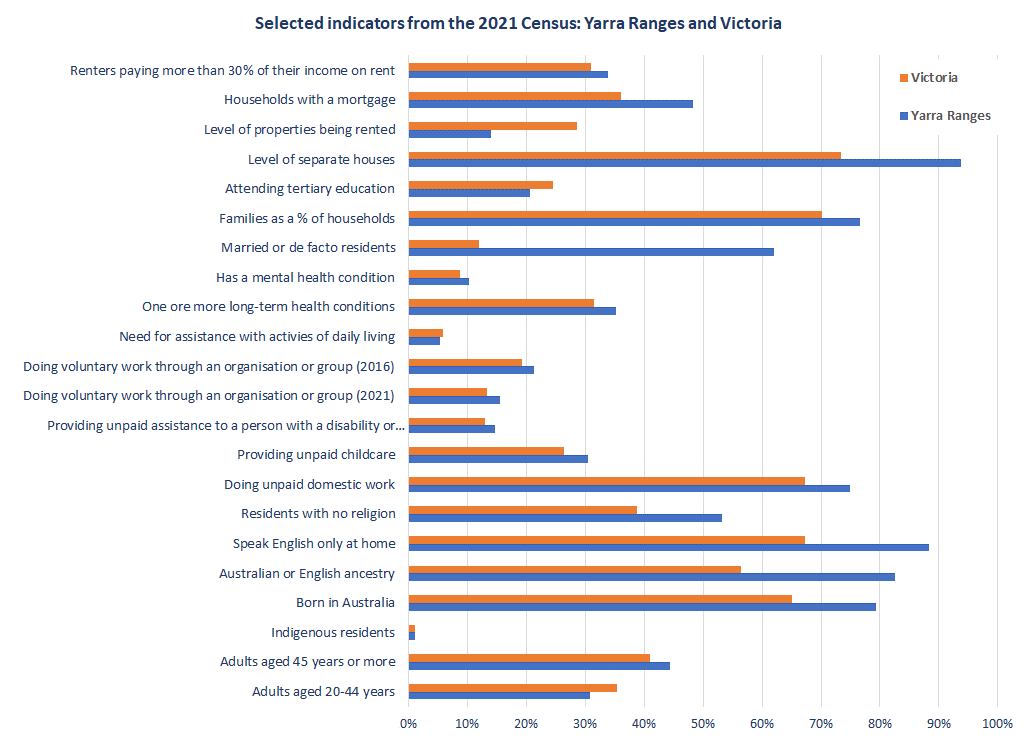 Selected indicators from the 2021 Census: Yarra Ranges and Victoria
Renters paying more than 30% of their income on rent
Households with a mortgage
Level of properties being rented
Level of separate houses
Attending tertiary education
Families as a % of households
Married or de facto residents
Has a mental health condition
One ore more long-term health conditions
Need for assistance with activies of daily living
Doing voluntary work through an organisation or group (2016)
Doing voluntary work through an organisation or group (2021)
Providing unpaid assistance to a person with a disability or...
Providing unpaid childcare
Doing unpaid domestic work
Residents with no religion
Speak English only at home
Australian or English ancestry
Born in Australia
Indigenous residents
Adults aged 45 years or more
Adults aged 20-44 years
Victoria
Yarra Ranges
0% 10% 20% 30% 40% 50% 60% 70% 80% 90% 100%